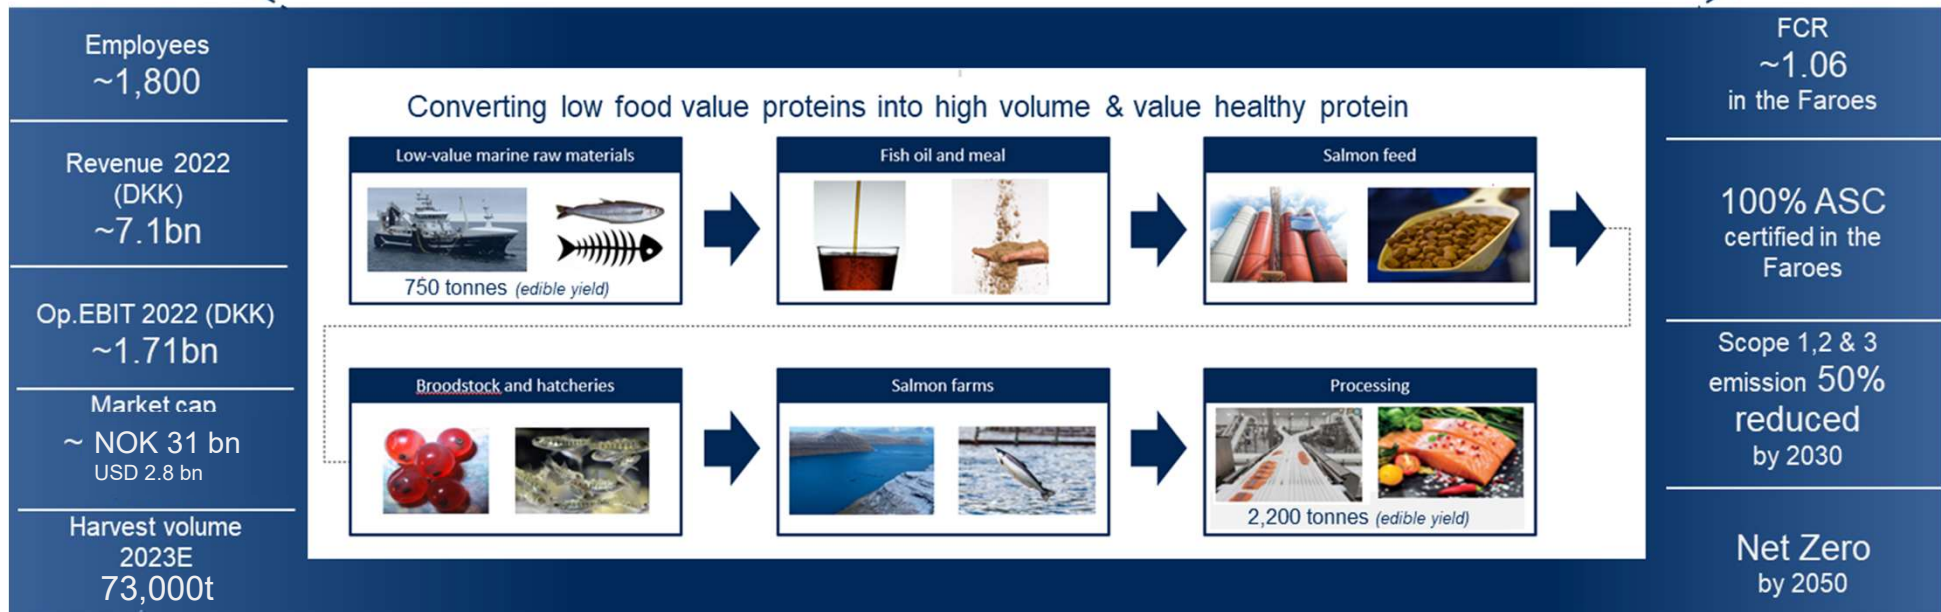 Employees
~1,800
Revenue 2022
(DKK)
~7.1bn
Op.EBIT 2022 (DKK)
~1.71bn
Market cap
~ NOK 31 bn
USD 2.8 bn
Harvest volume
2023E
73,000t
Converting low food value proteins into high volume & value healthy protein
Low-value marine raw materials
750 tonnes (edible yield)
Fish oil and meal
Salmon feed
Broodstock and hatcheries
Salmon farms
Processing
2,200 tonnes (edible yield)
FCR
~1.06
in the Faroes
100% ASC
certified in the
Faroes
Scope 1,2 & 3
emission 50%
reduced
by 2030
Net Zero
by 2050